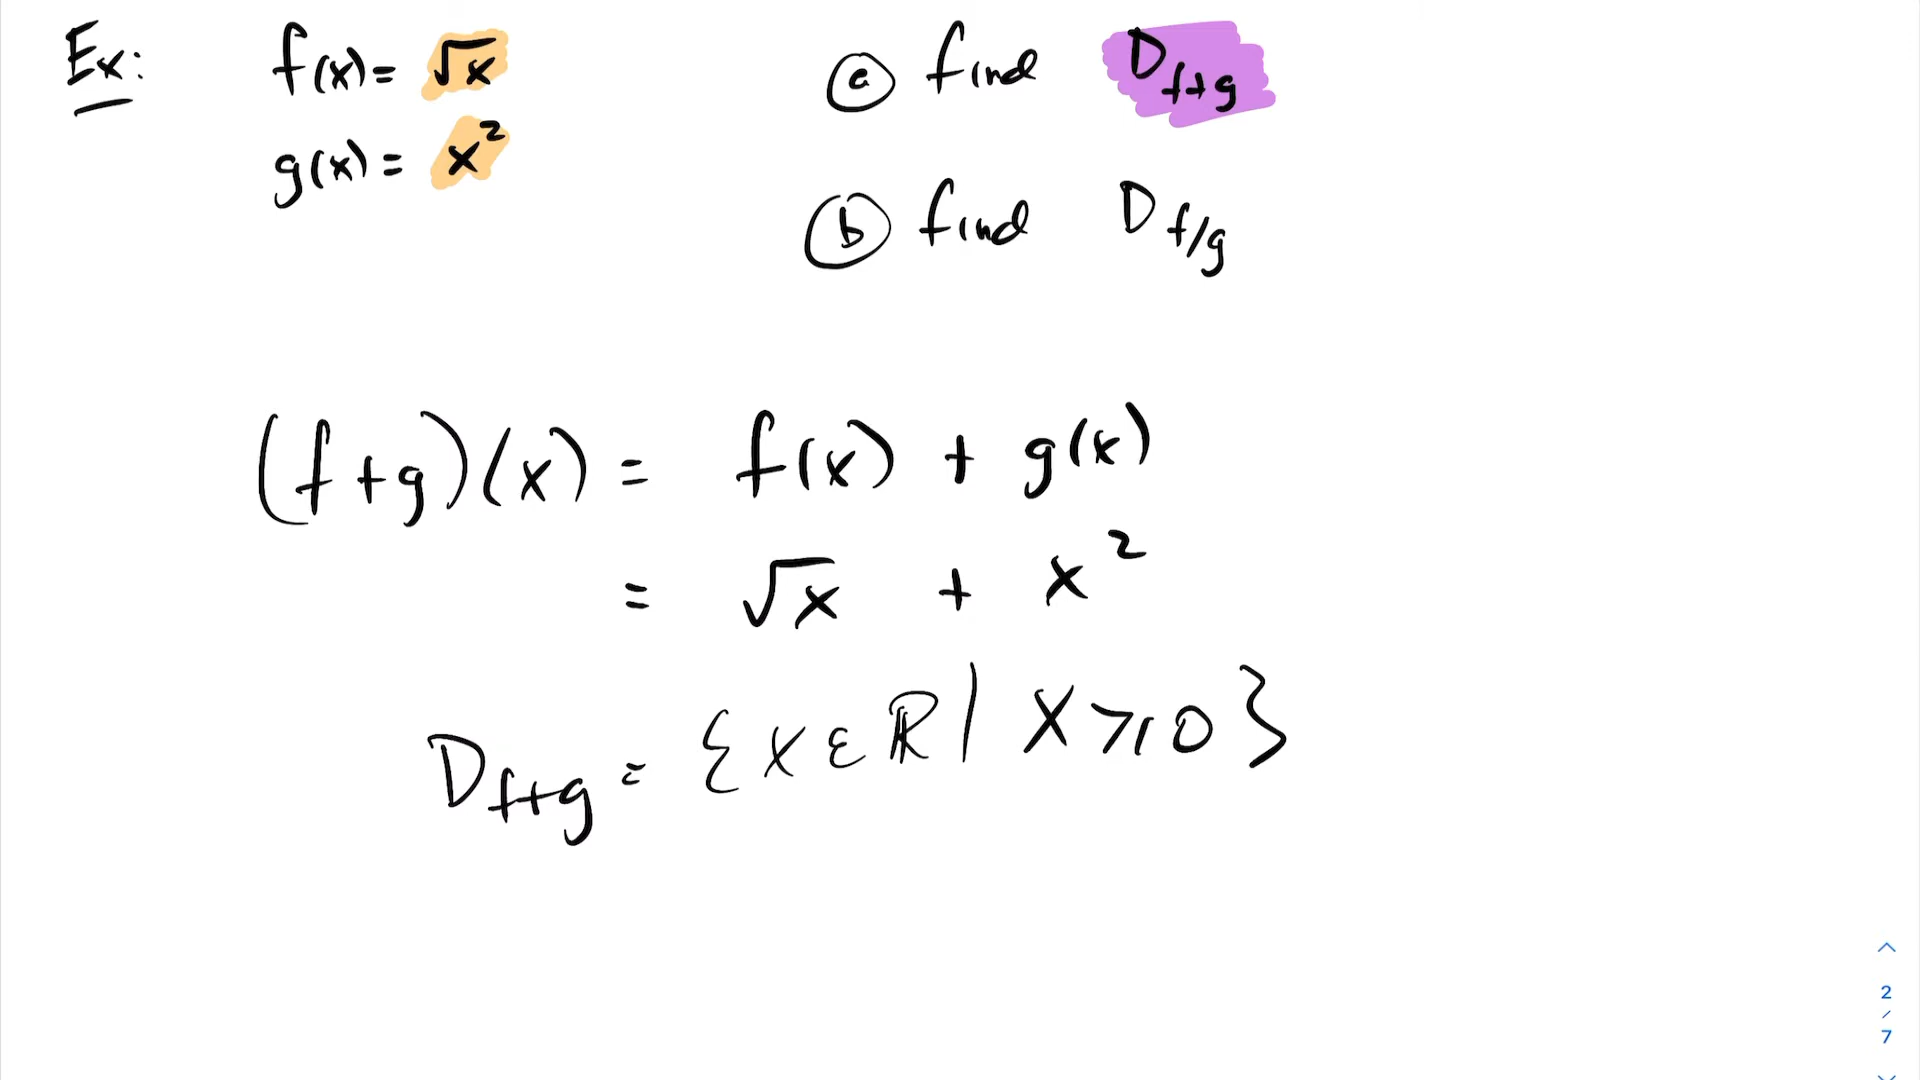 Ex: f(x) = √x
g(x) = x²
ⓐ find D_{f+g}
ⓑ find D_{f/g}
(f+g)(x) = f(x) + g(x)
= √x + x²
D_{f+g} = {x ∈ ℝ | x ⩾ 0}
2
/
7